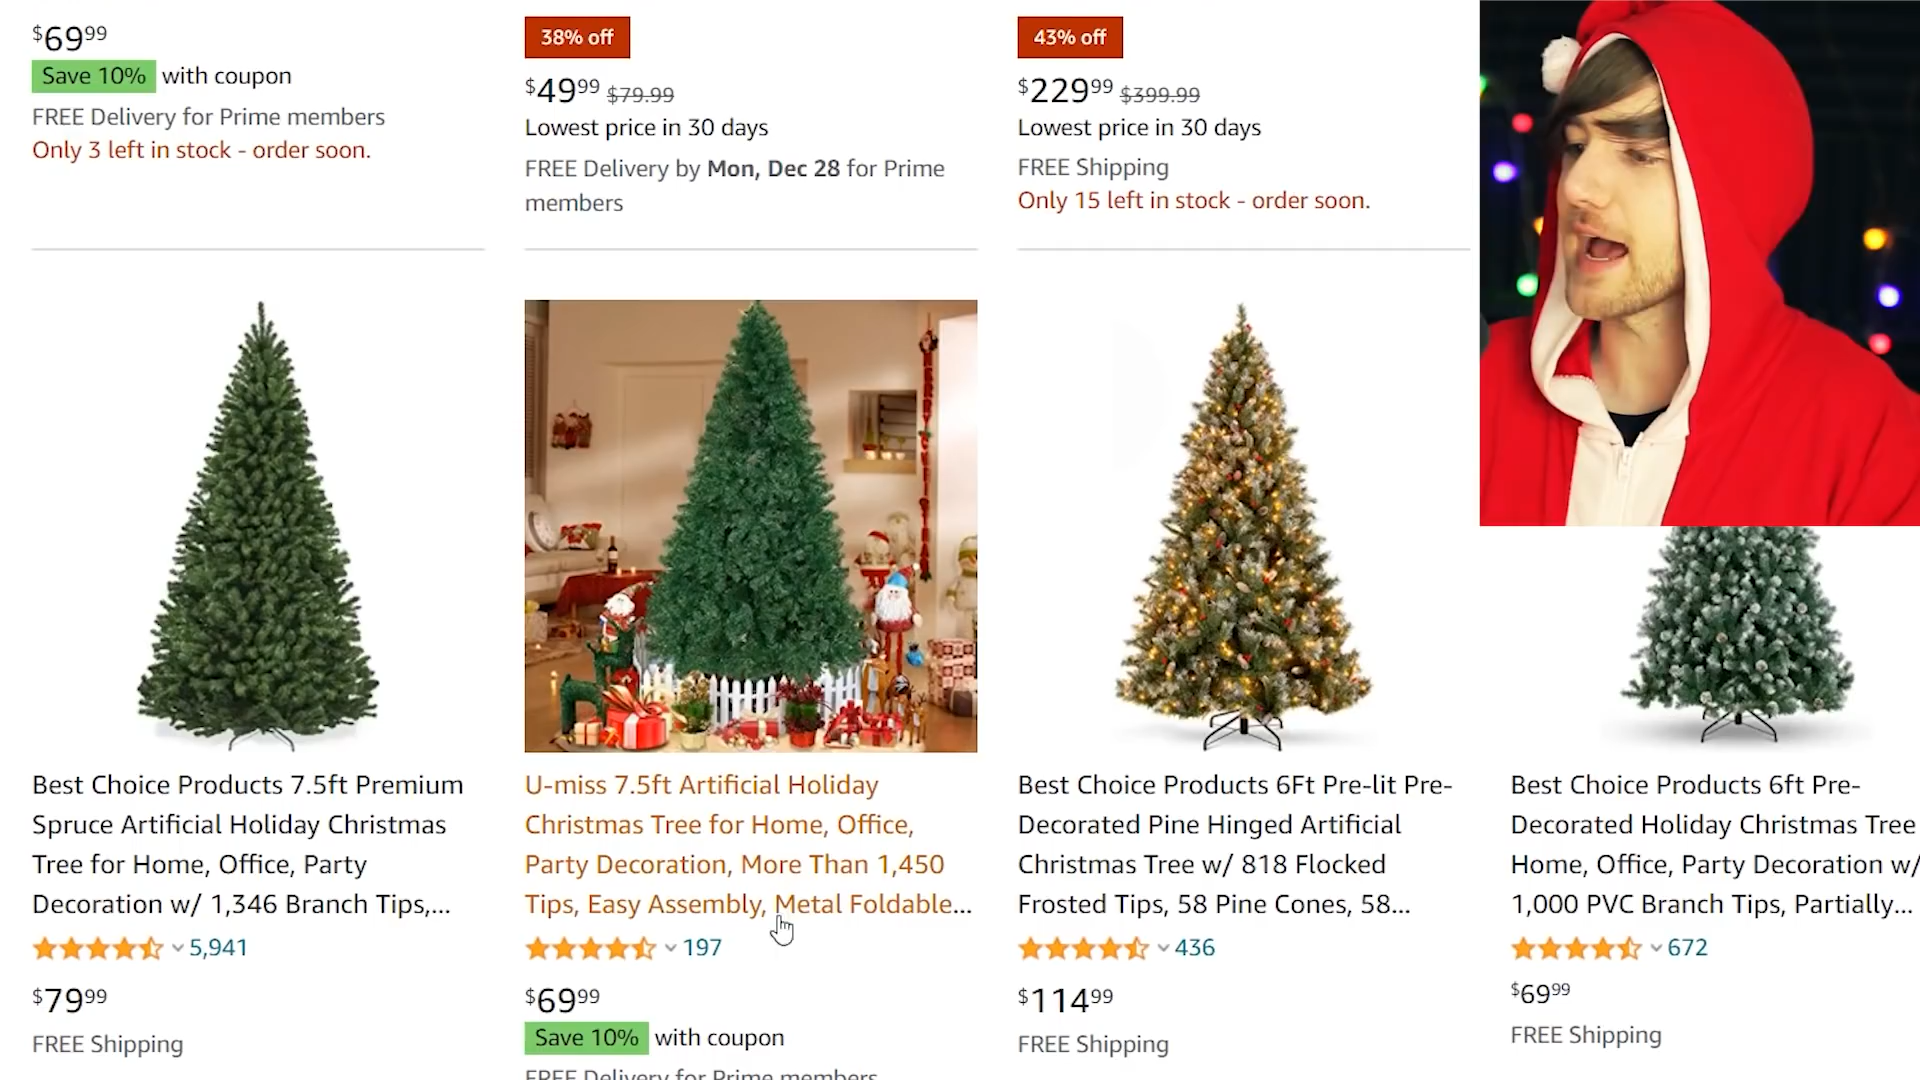 $69 99
Save 10% with coupon
FREE Delivery for Prime members
Only 3 left in stock - order soon.
38% off
$49 99 $79.99
Lowest price in 30 days
FREE Delivery by Mon, Dec 28 for Prime
members
43% off
$229 99 $399.99
Lowest price in 30 days
FREE Shipping
Only 15 left in stock - order soon.
Best Choice Products 7.5ft Premium
Spruce Artificial Holiday Christmas
Tree for Home, Office, Party
Decoration w/ 1,346 Branch Tips,...
5,941
$79 99
FREE Shipping
U-miss 7.5ft Artificial Holiday
Christmas Tree for Home, Office,
Party Decoration, More Than 1,450
Tips, Easy Assembly, Metal Foldable...
197
$69 99
Save 10% with coupon
FREE Delivery for Prime members
Best Choice Products 6Ft Pre-lit Pre-
Decorated Pine Hinged Artificial
Christmas Tree w/ 818 Flocked
Frosted Tips, 58 Pine Cones, 58...
436
$114 99
FREE Shipping
Best Choice Products 6ft Pre-
Decorated Holiday Christmas Tree
Home, Office, Party Decoration w/
1,000 PVC Branch Tips, Partially...
672
$69 99
FREE Shipping